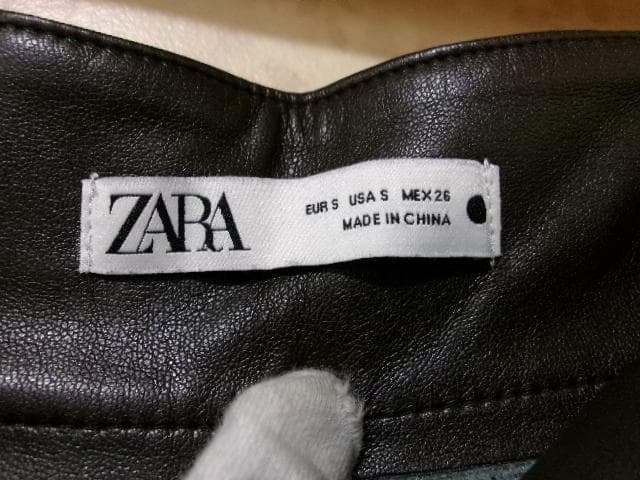 ZARA
EUR S USA S MEX 26
MADE IN CHINA